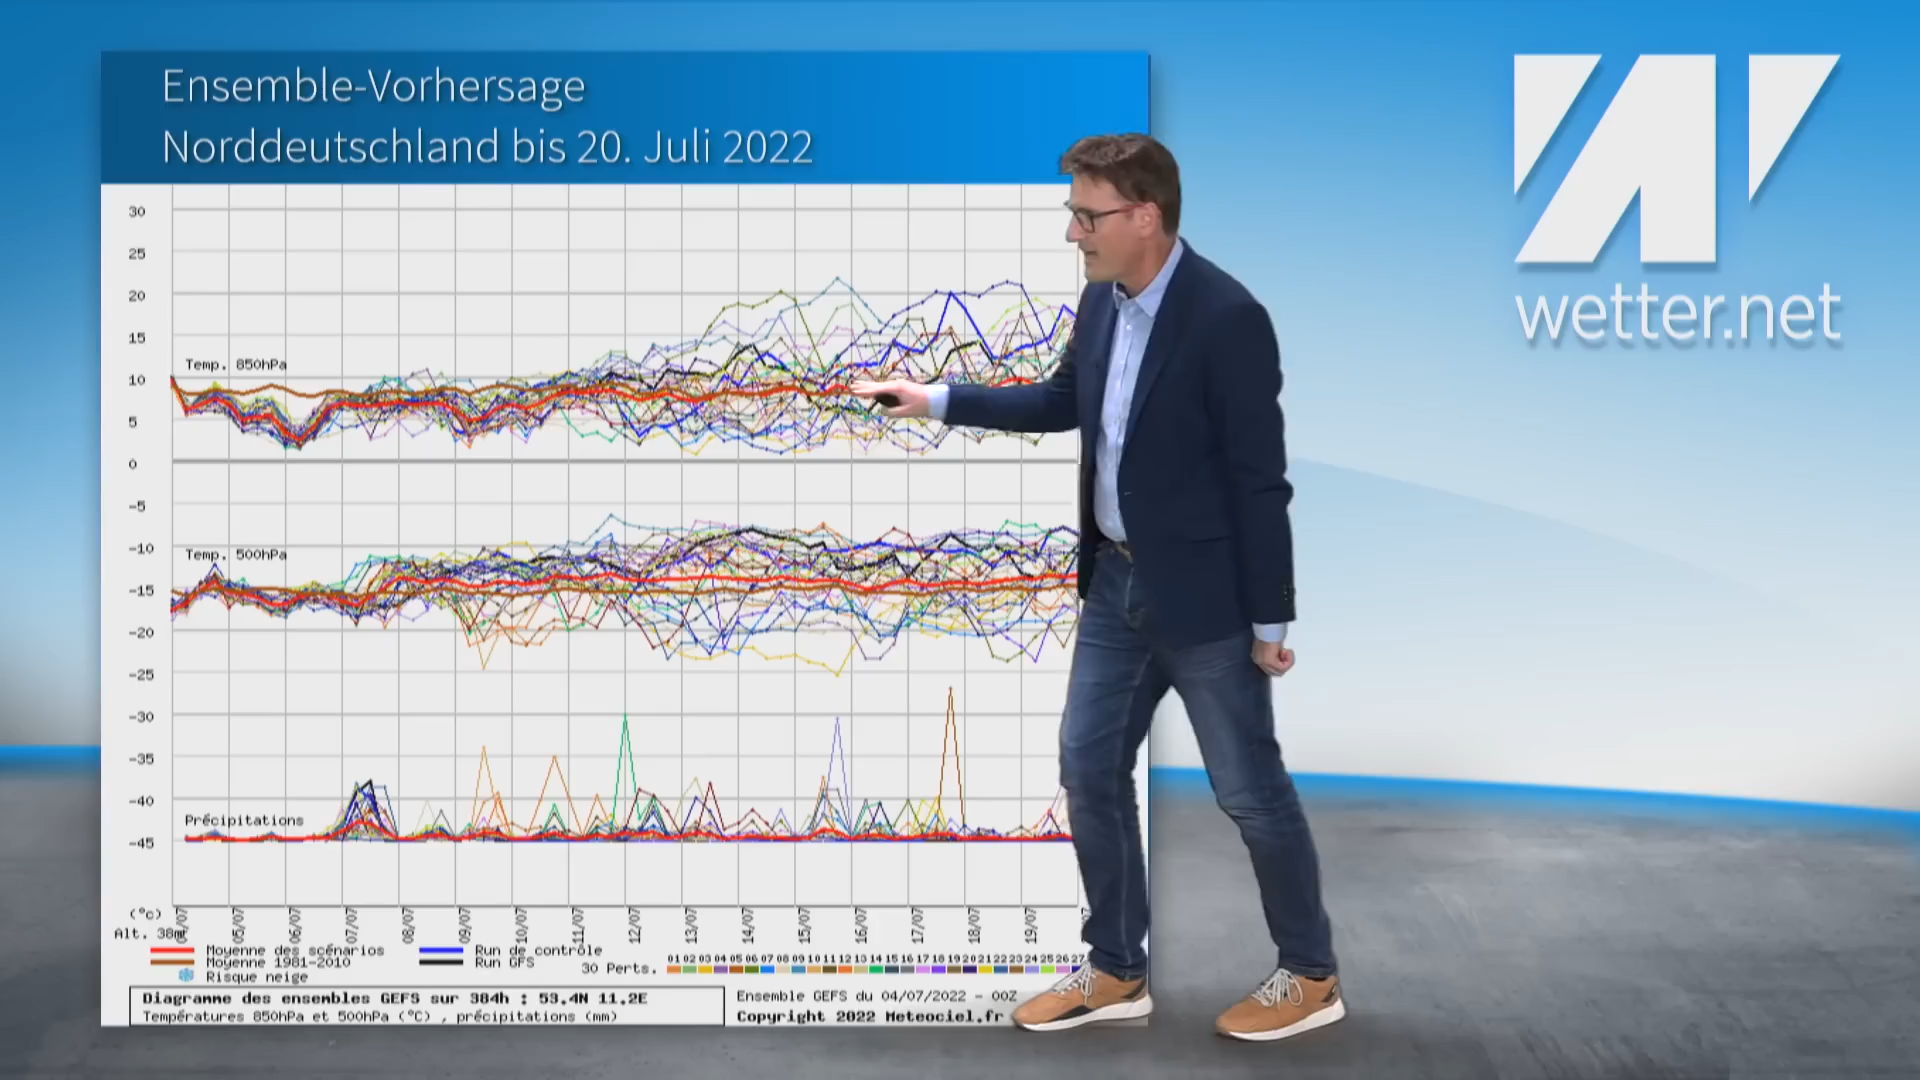 Ensemble-Vorhersage
Norddeutschland bis 20. Juli 2022
wetter.net
30
25
20
15
Temp. 850hPa
10
5
0
-5
-10
Temp. 500hPa
-15
-20
-25
-30
-35
-40
Précipitations
-45
(°c)
Alt. 38m
05/07 06/07 07/07 08/07 09/07 10/07 11/07 12/07 13/07 14/07 15/07 16/07 17/07 18/07 19/07
Moyenne des scénarios Run de contrôle
Moyenne 1981-2010 Run GFS
Risque neige
30 Perts. 01 02 03 04 05 06 07 08 09 10 11 12 13 14 15 16 17 18 19 20 21 22 23 24 25 26 27
Diagramme des ensembles GEFS sur 384h : 53.4N 11.2E
Températures 850hPa et 500hPa (°C) , précipitations (mm)
Ensemble GEFS du 04/07/2022 - 00Z
Copyright 2022 Meteociel.fr